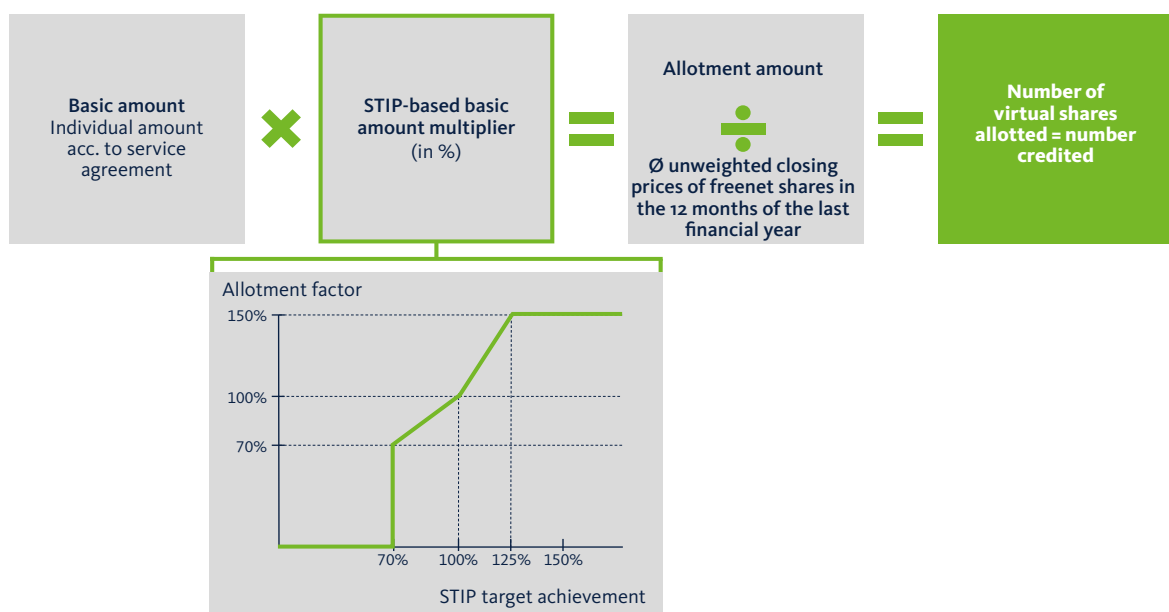 Basic amount
Individual amount
acc. to service
agreement
STIP-based basic
amount multiplier
(in %)
Allotment amount
Ø unweighted closing
prices of freenet shares in
the 12 months of the last
financial year
Number of
virtual shares
allotted = number
credited
Allotment factor
150%
100%
70%
70% 100% 125% 150%
STIP target achievement